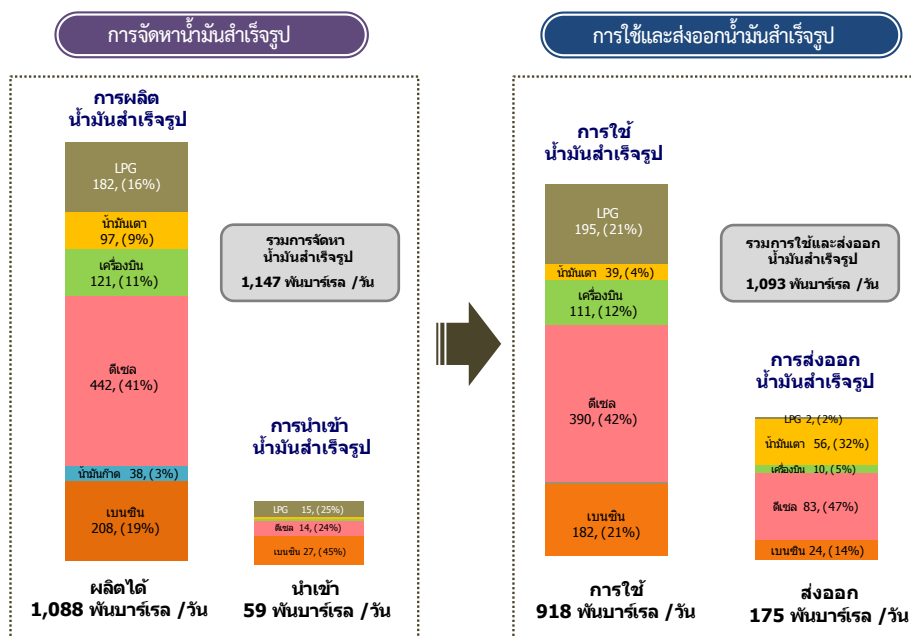 การจัดหาน้ำมันสำเร็จรูป
การผลิต
น้ำมันสำเร็จรูป
LPG
182, (16%)
น้ำมันเตา
97, (9%)
เครื่องบิน
121, (11%)
ดีเซล
442, (41%)
น้ำมันก๊าด 38, (3%)
เบนซิน
208, (19%)
ผลิตได้
1,088 พันบาร์เรล /วัน
รวมการจัดหา
น้ำมันสำเร็จรูป
1,147 พันบาร์เรล /วัน
การนำเข้า
น้ำมันสำเร็จรูป
LPG 15, (25%)
ดีเซล 14, (24%)
เบนซิน 27, (45%)
นำเข้า
59 พันบาร์เรล /วัน
การใช้และส่งออกน้ำมันสำเร็จรูป
การใช้
น้ำมันสำเร็จรูป
LPG
195, (21%)
น้ำมันเตา 39, (4%)
เครื่องบิน
111, (12%)
ดีเซล
390, (42%)
เบนซิน
182, (21%)
การใช้
918 พันบาร์เรล /วัน
รวมการใช้และส่งออก
น้ำมันสำเร็จรูป
1,093 พันบาร์เรล /วัน
การส่งออก
น้ำมันสำเร็จรูป
LPG 2, (2%)
น้ำมันเตา 56, (32%)
เครื่องบิน 10, (5%)
ดีเซล 83, (47%)
เบนซิน 24, (14%)
ส่งออก
175 พันบาร์เรล /วัน